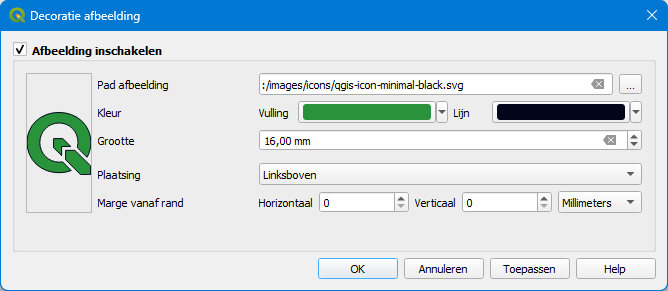 Decoratie afbeelding
Afbeelding inschakelen
Pad afbeelding :/images/icons/qgis-icon-minimal-black.svg ...
Kleur Vulling Lijn
Grootte 16,00 mm
Plaatsing Linksboven
Marge vanaf rand Horizontaal 0 Verticaal 0 Millimeters
OK Annuleren Toepassen Help